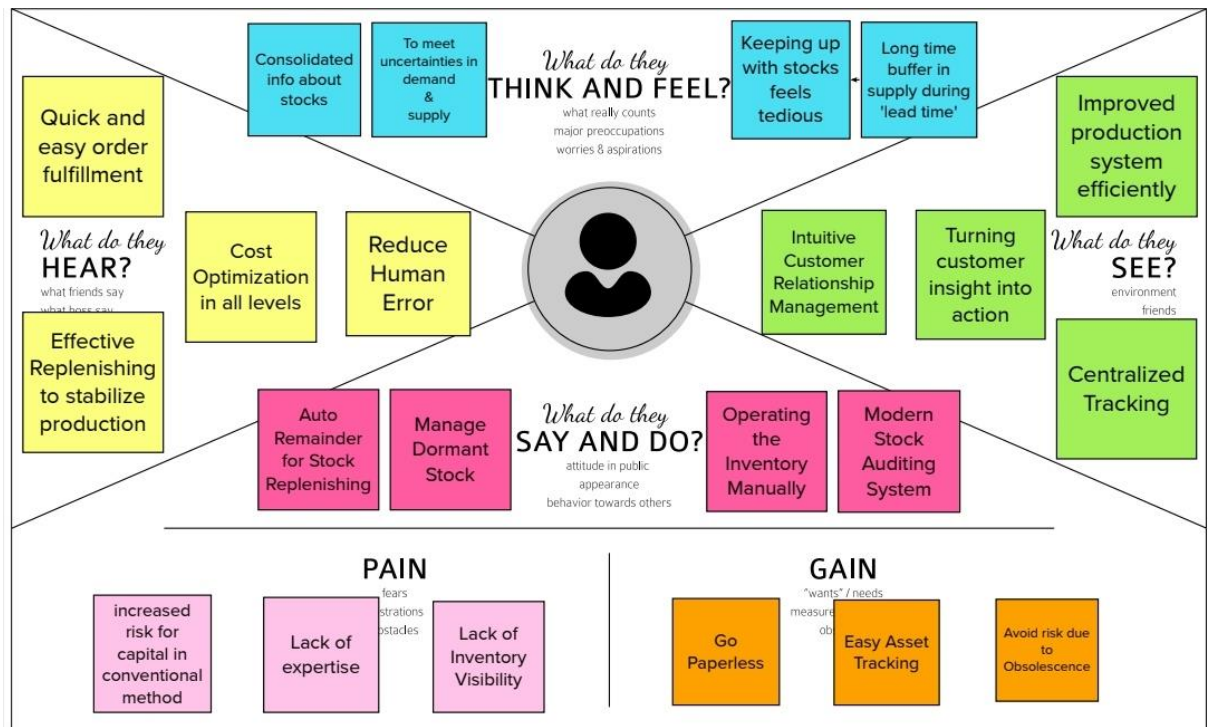 Consolidated
info about
stocks
To meet
uncertainties in
demand
&
supply
What do they
THINK AND FEEL?
what really counts
major preoccupations
worries & aspirations
Keeping up
with stocks
feels
tedious
Long time
buffer in
supply during
'lead time'
Quick and
easy order
fulfillment
What do they
HEAR?
what friends say
what boss say
Cost
Optimization
in all levels
Reduce
Human
Error
Effective
Replenishing
to stabilize
production
Improved
production
system
efficiently
Intuitive
Customer
Relationship
Management
Turning
customer
insight into
action
What do they
SEE?
environment
friends
Centralized
Tracking
Auto
Remainder
for Stock
Replenishing
Manage
Dormant
Stock
What do they
SAY AND DO?
attitude in public
appearance
behavior towards others
Operating
the
Inventory
Manually
Modern
Stock
Auditing
System
PAIN
fears
increased
risk for
capital in
conventional
method
Lack of
expertise
Lack of
Inventory
Visibility
GAIN
"wants" / needs
Go
Paperless
Easy Asset
Tracking
Avoid risk due
to
Obsolescence